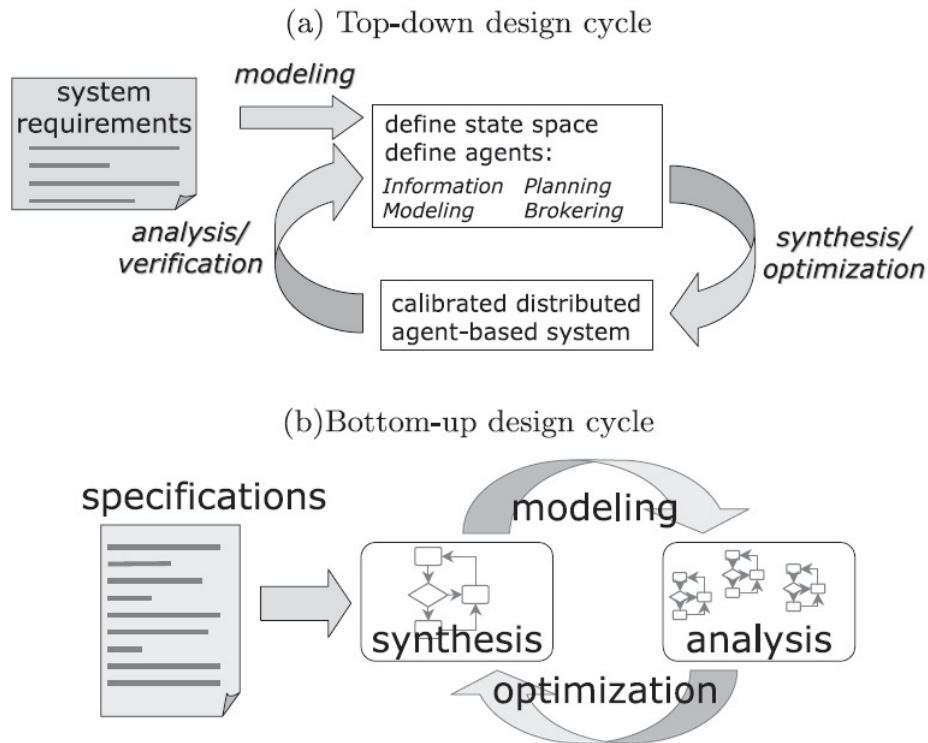 (a) Top-down design cycle
modeling
system
requirements
define state space
define agents:
Information Planning
Modeling Brokering
analysis/
verification
synthesis/
optimization
calibrated distributed
agent-based system
(b)Bottom-up design cycle
specifications
modeling
synthesis
analysis
optimization